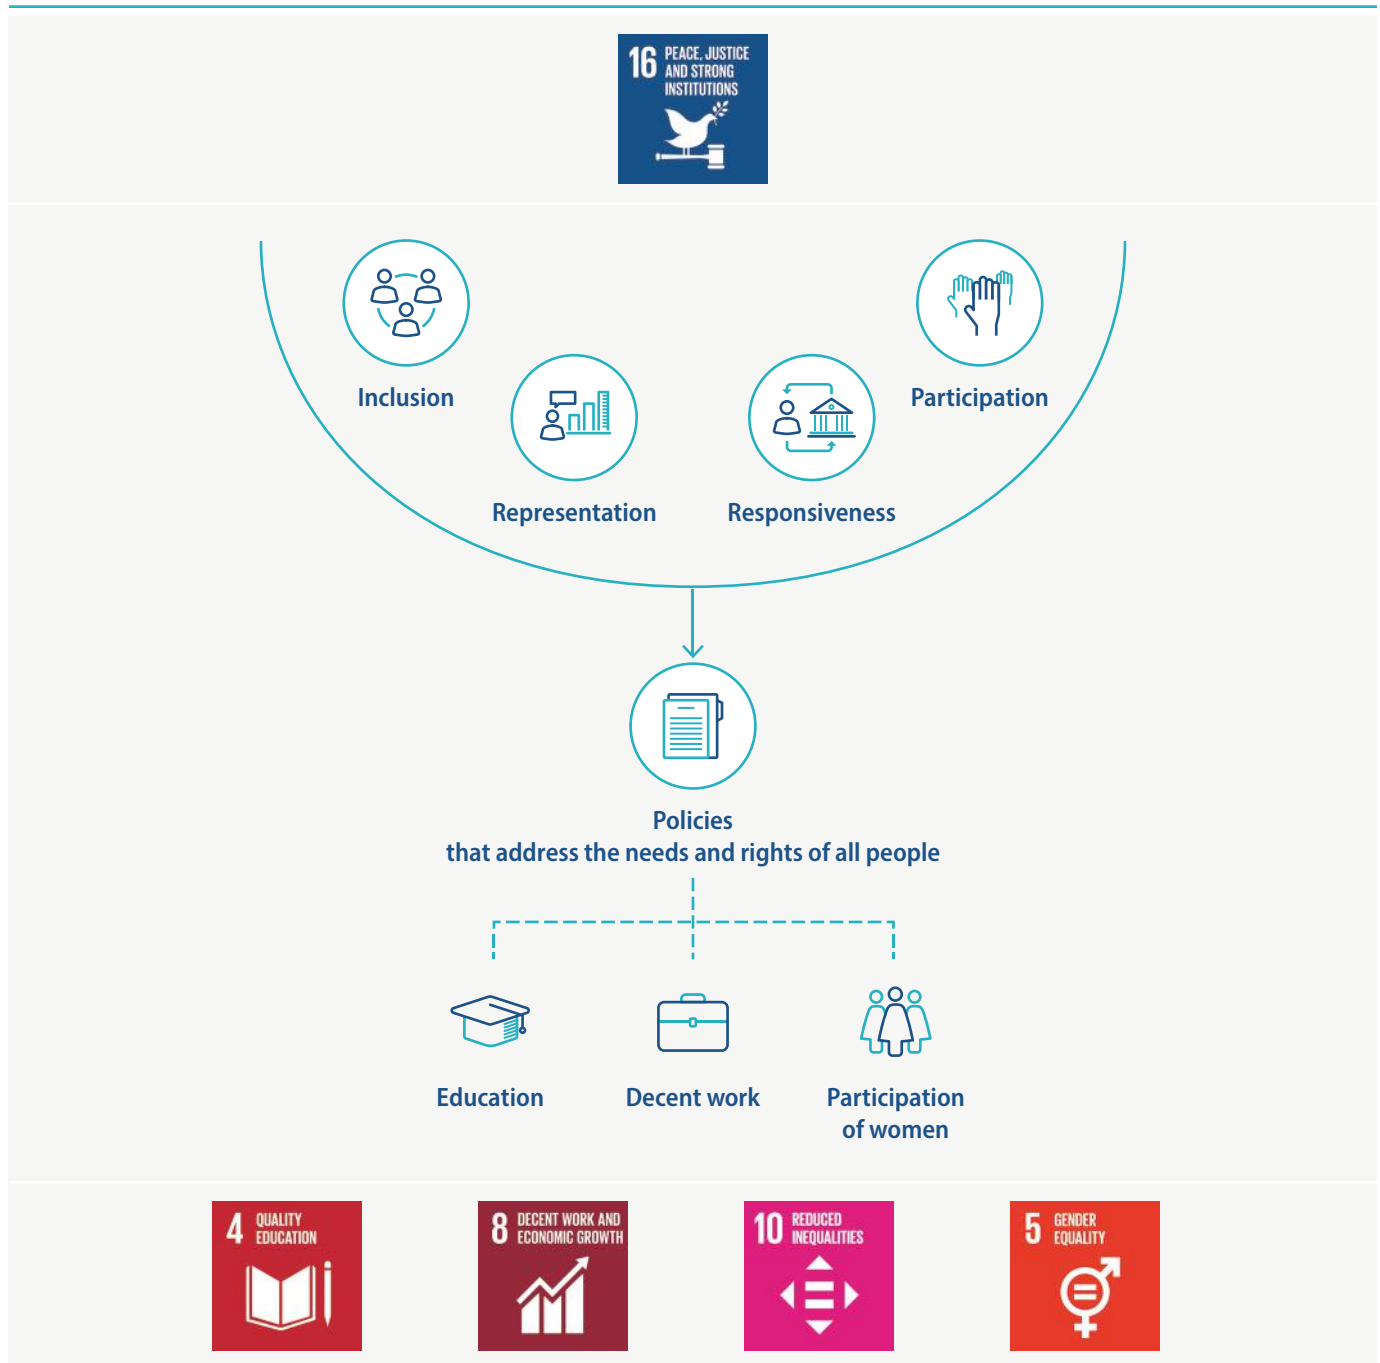 16 PEACE, JUSTICE
AND STRONG
INSTITUTIONS
Inclusion
Participation
Representation
Responsiveness
Policies
that address the needs and rights of all people
Education
Decent work
Participation
of women
4 QUALITY
EDUCATION
8 DECENT WORK AND
ECONOMIC GROWTH
10 REDUCED
INEQUALITIES
5 GENDER
EQUALITY